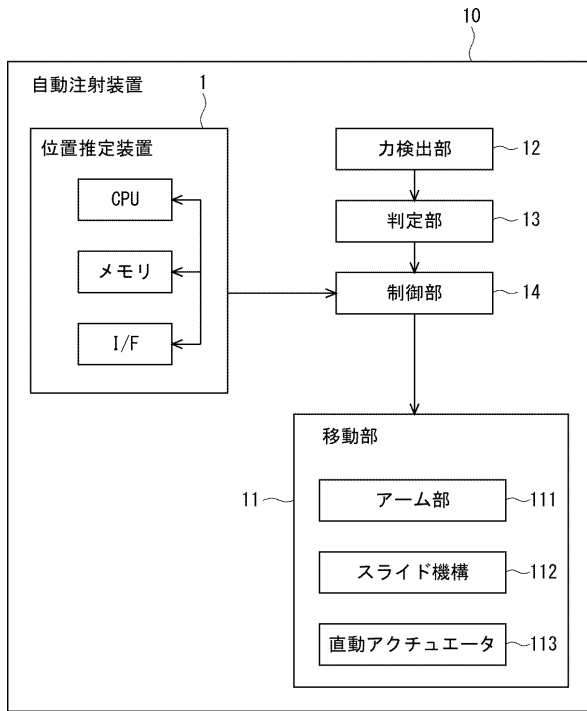 10
自動注射装置
1
位置推定装置
CPU
メモリ
I/F
力検出部
12
判定部
13
制御部
14
移動部
11
アーム部
111
スライド機構
112
直動アクチュエータ
113